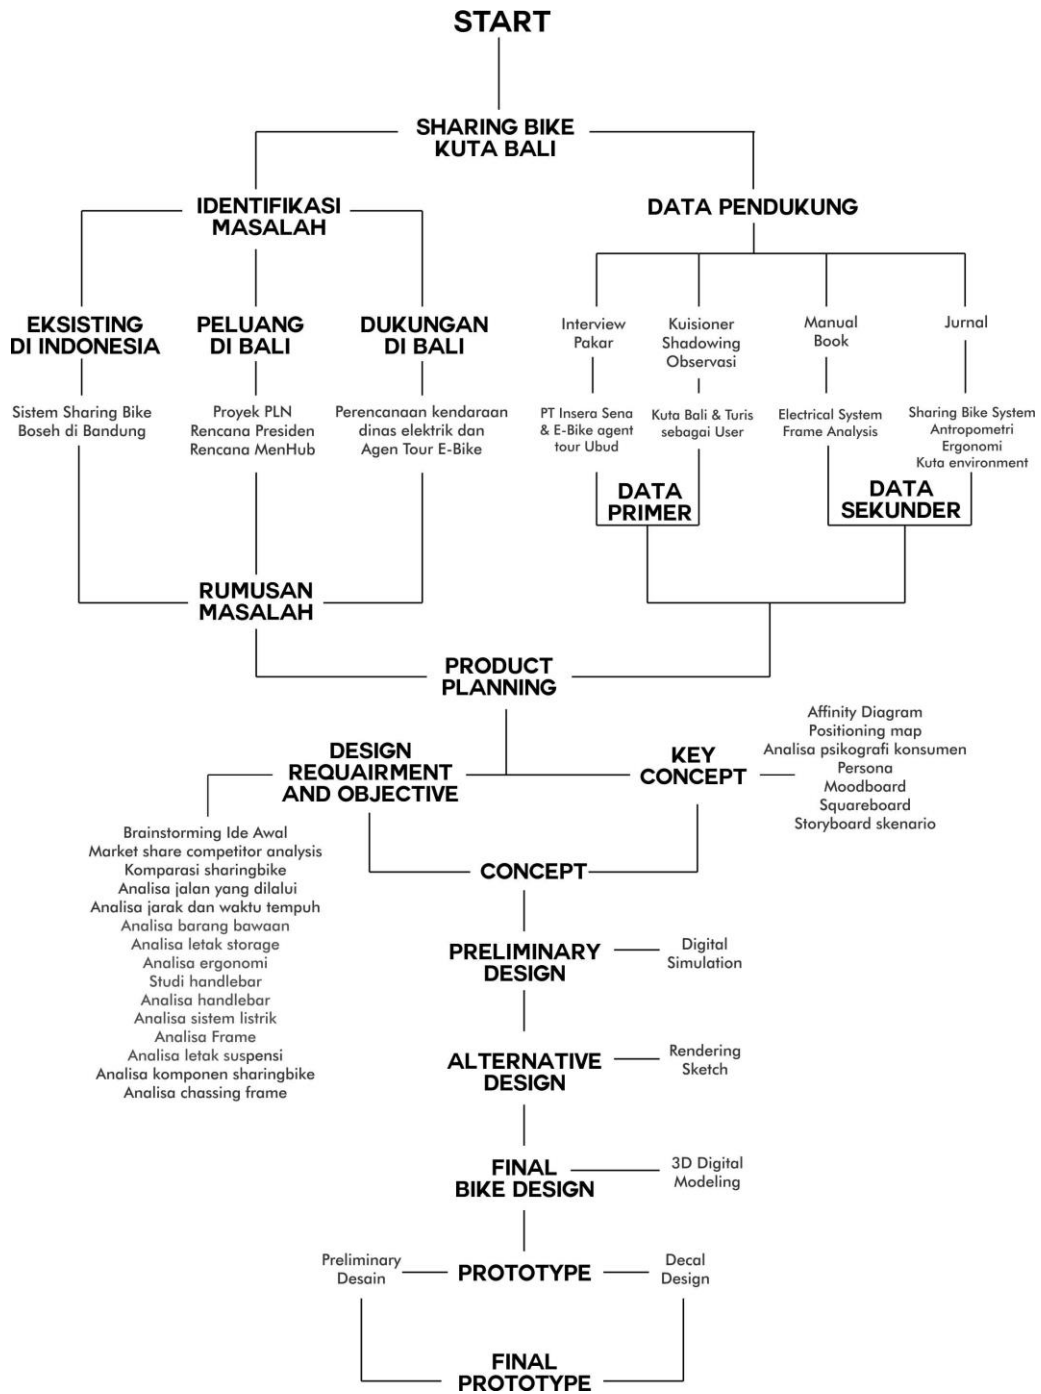 START
SHARING BIKE
KUTA BALI
IDENTIFIKASI
MASALAH
DATA PENDUKUNG
EKSISTING
DI INDONESIA
PELUANG
DI BALI
DUKUNGAN
DI BALI
Interview
Pakar
Kuisioner
Shadowing
Observasi
Manual
Book
Jurnal
Sistem Sharing Bike
Boseh di Bandung
Proyek PLN
Rencana Presiden
Rencana MenHub
Perencanaan kendaraan
dinas elektrik dan
Agen Tour E-Bike
PT Insera Sena
& E-Bike agent
tour Ubud
Kuta Bali & Turis
sebagai User
Electrical System
Frame Analysis
Sharing Bike System
Antropometri
Ergonomi
Kuta environment
DATA
PRIMER
DATA
SEKUNDER
RUMUSAN
MASALAH
PRODUCT
PLANNING
DESIGN
REQUAIRMENT
AND OBJECTIVE
KEY
CONCEPT
Affinity Diagram
Positioning map
Analisa psikografi konsumen
Persona
Moodboard
Squareboard
Storyboard skenario
Brainstorming Ide Awal
Market share competitor analysis
Komparasi sharingbike
Analisa jalan yang dilalui
Analisa jarak dan waktu tempuh
Analisa barang bawaan
Analisa letak storage
Analisa ergonomi
Studi handlebar
Analisa handlebar
Analisa sistem listrik
Analisa Frame
Analisa letak suspensi
Analisa komponen sharingbike
Analisa chassing frame
CONCEPT
PRELIMINARY
DESIGN
Digital
Simulation
ALTERNATIVE
DESIGN
Rendering
Sketch
FINAL
BIKE DESIGN
3D Digital
Modeling
Preliminary
Desain
PROTOTYPE
Decal
Design
FINAL
PROTOTYPE